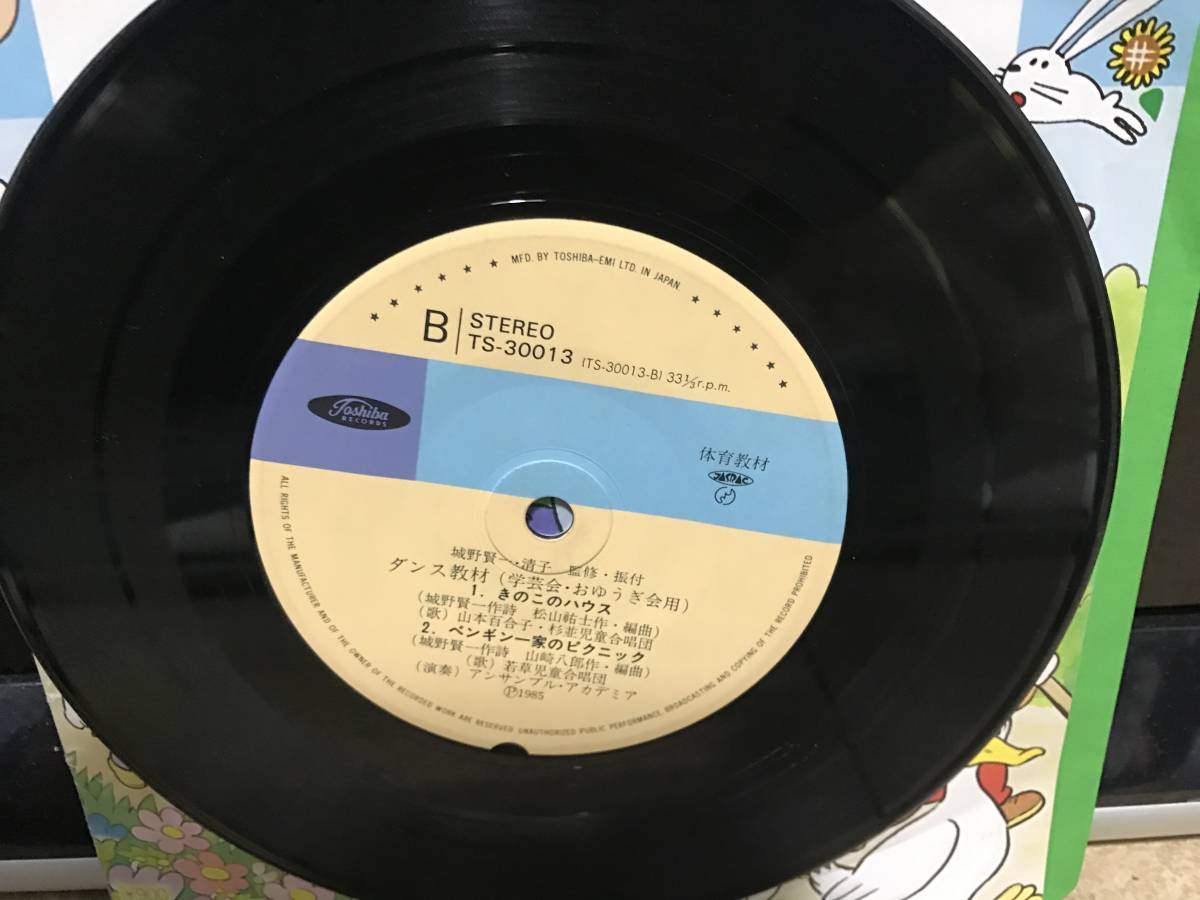 MFD. BY TOSHIBA-EMI LTD. IN JAPAN
B
STEREO
TS-30013 (TS-30013-B) 33⅓r.p.m.
Toshiba
RECORDS
体育教材
JASRAC
城野賢一・清子 監修・振付
ダンス教材(学芸会・おゆうぎ会用)
1. きのこのハウス
(城野賢一作詩 松山祐士作・編曲)
(歌)山本百合子・杉並児童合唱団
2. ペンギン一家のピクニック
(城野賢一作詩 山崎八郎作・編曲)
(歌)若草児童合唱団
(演奏)アンサンブル・アカデミア
Ⓟ1985
ALL RIGHTS OF THE MANUFACTURER AND OF THE OWNER OF THE RECORDED WORK ARE RESERVED. UNAUTHORIZED PUBLIC PERFORMANCE, BROADCASTING AND COPYING OF THE RECORD PROHIBITED